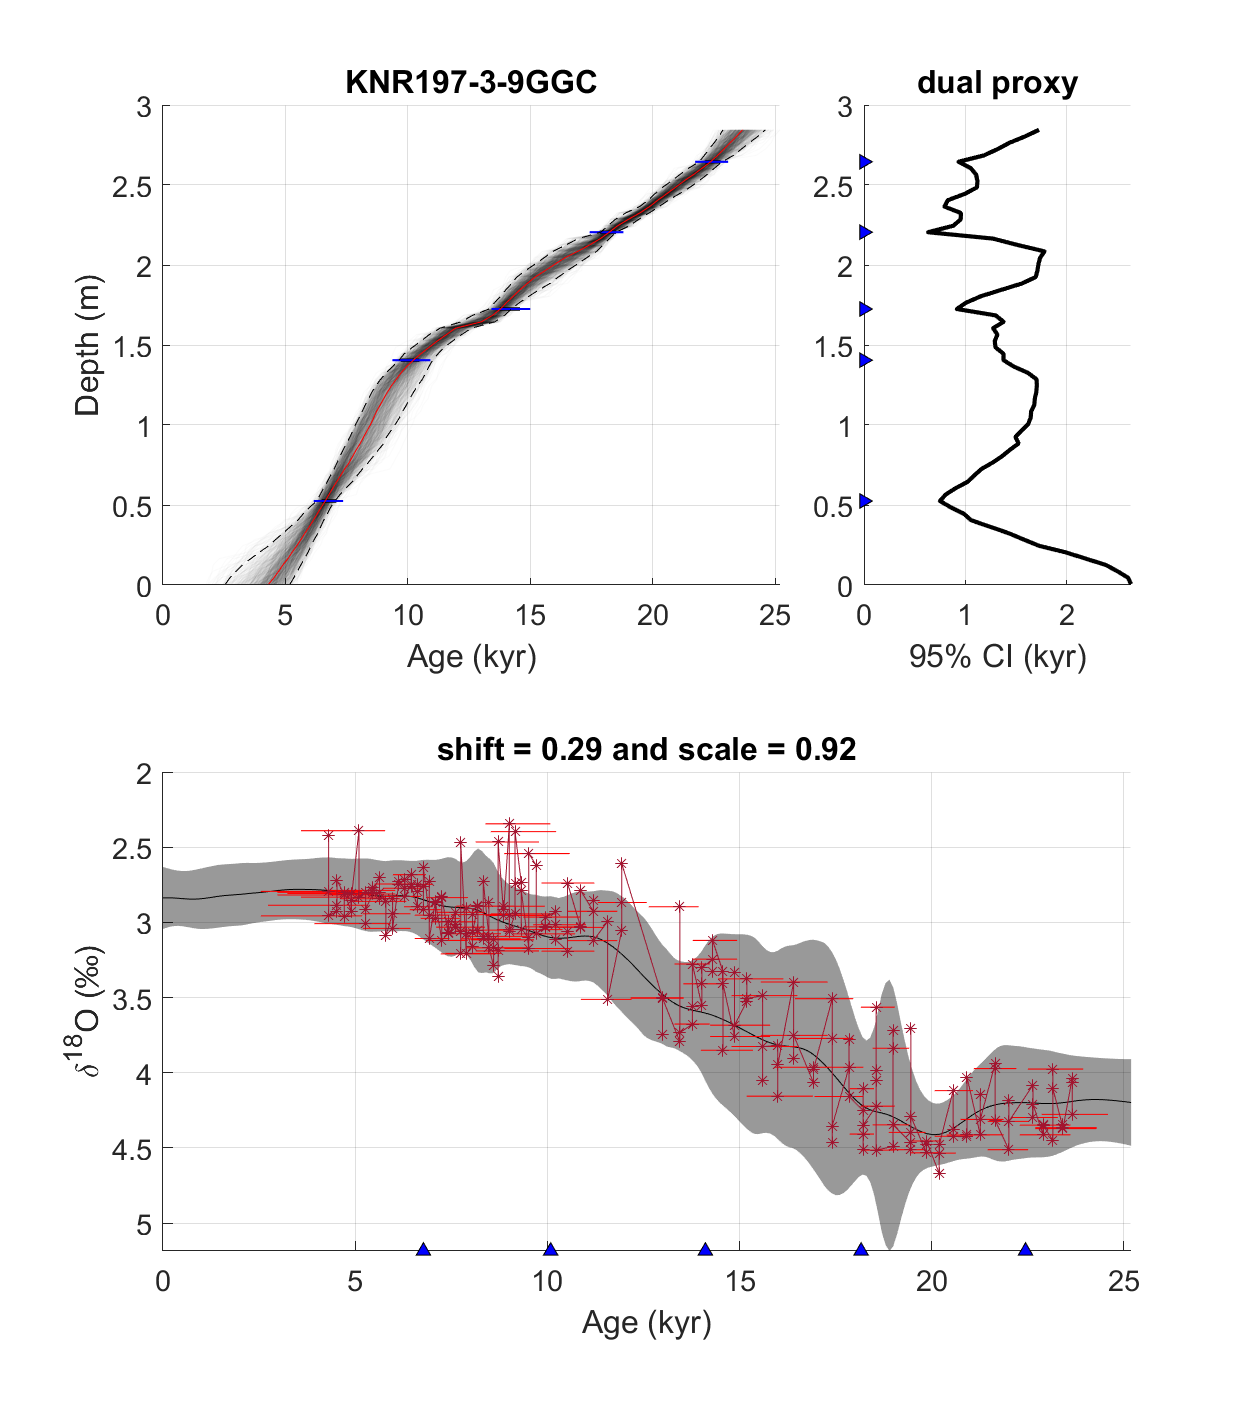 KNR197-3-9GGC
3
2.5
2
1.5
1
0.5
0
0 5 10 15 20 25
Depth (m)
Age (kyr)
dual proxy
3
2.5
2
1.5
1
0.5
0
0 1 2
95% CI (kyr)
shift = 0.29 and scale = 0.92
2
2.5
3
3.5
4
4.5
5
0 5 10 15 20 25
δ18O (‰)
Age (kyr)